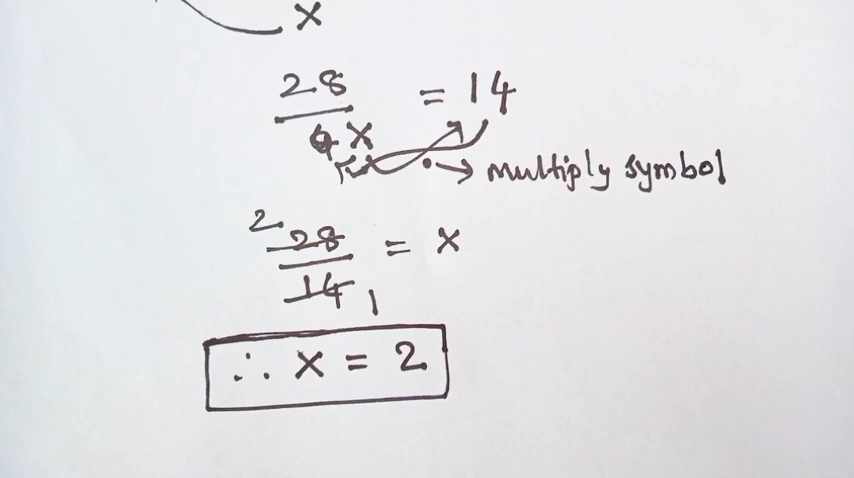 x
28
= 14
x
. → multiply symbol
2 28
= x
14 1
∴ x = 2